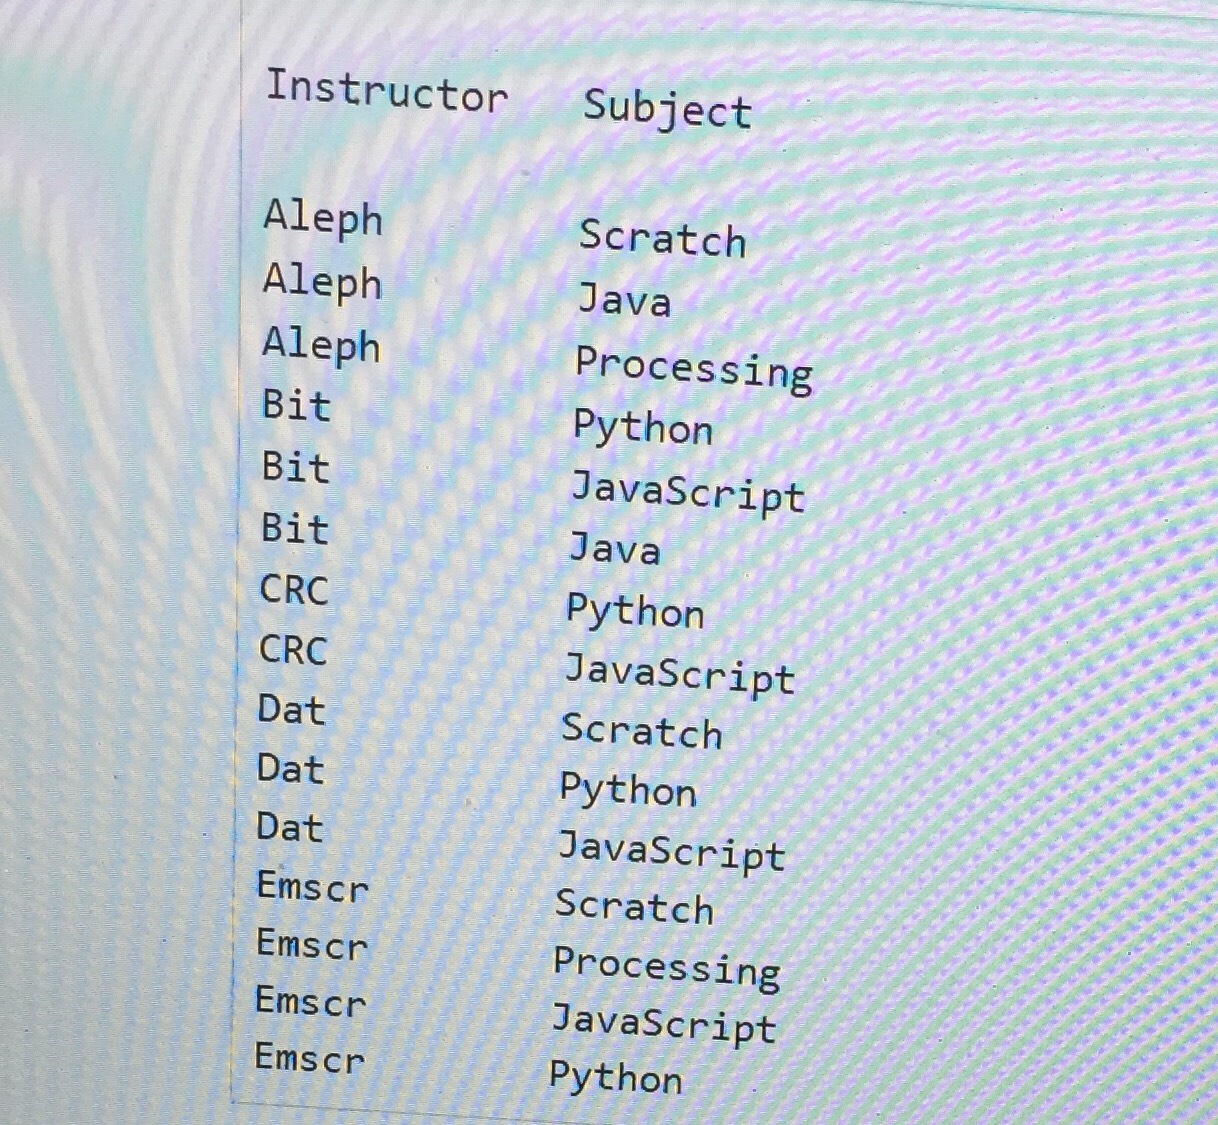 Instructor Subject
Aleph Scratch
Aleph Java
Aleph Processing
Bit Python
Bit JavaScript
Bit Java
CRC Python
CRC JavaScript
Dat Scratch
Dat Python
Dat JavaScript
Emscr Scratch
Emscr Processing
Emscr JavaScript
Emscr Python